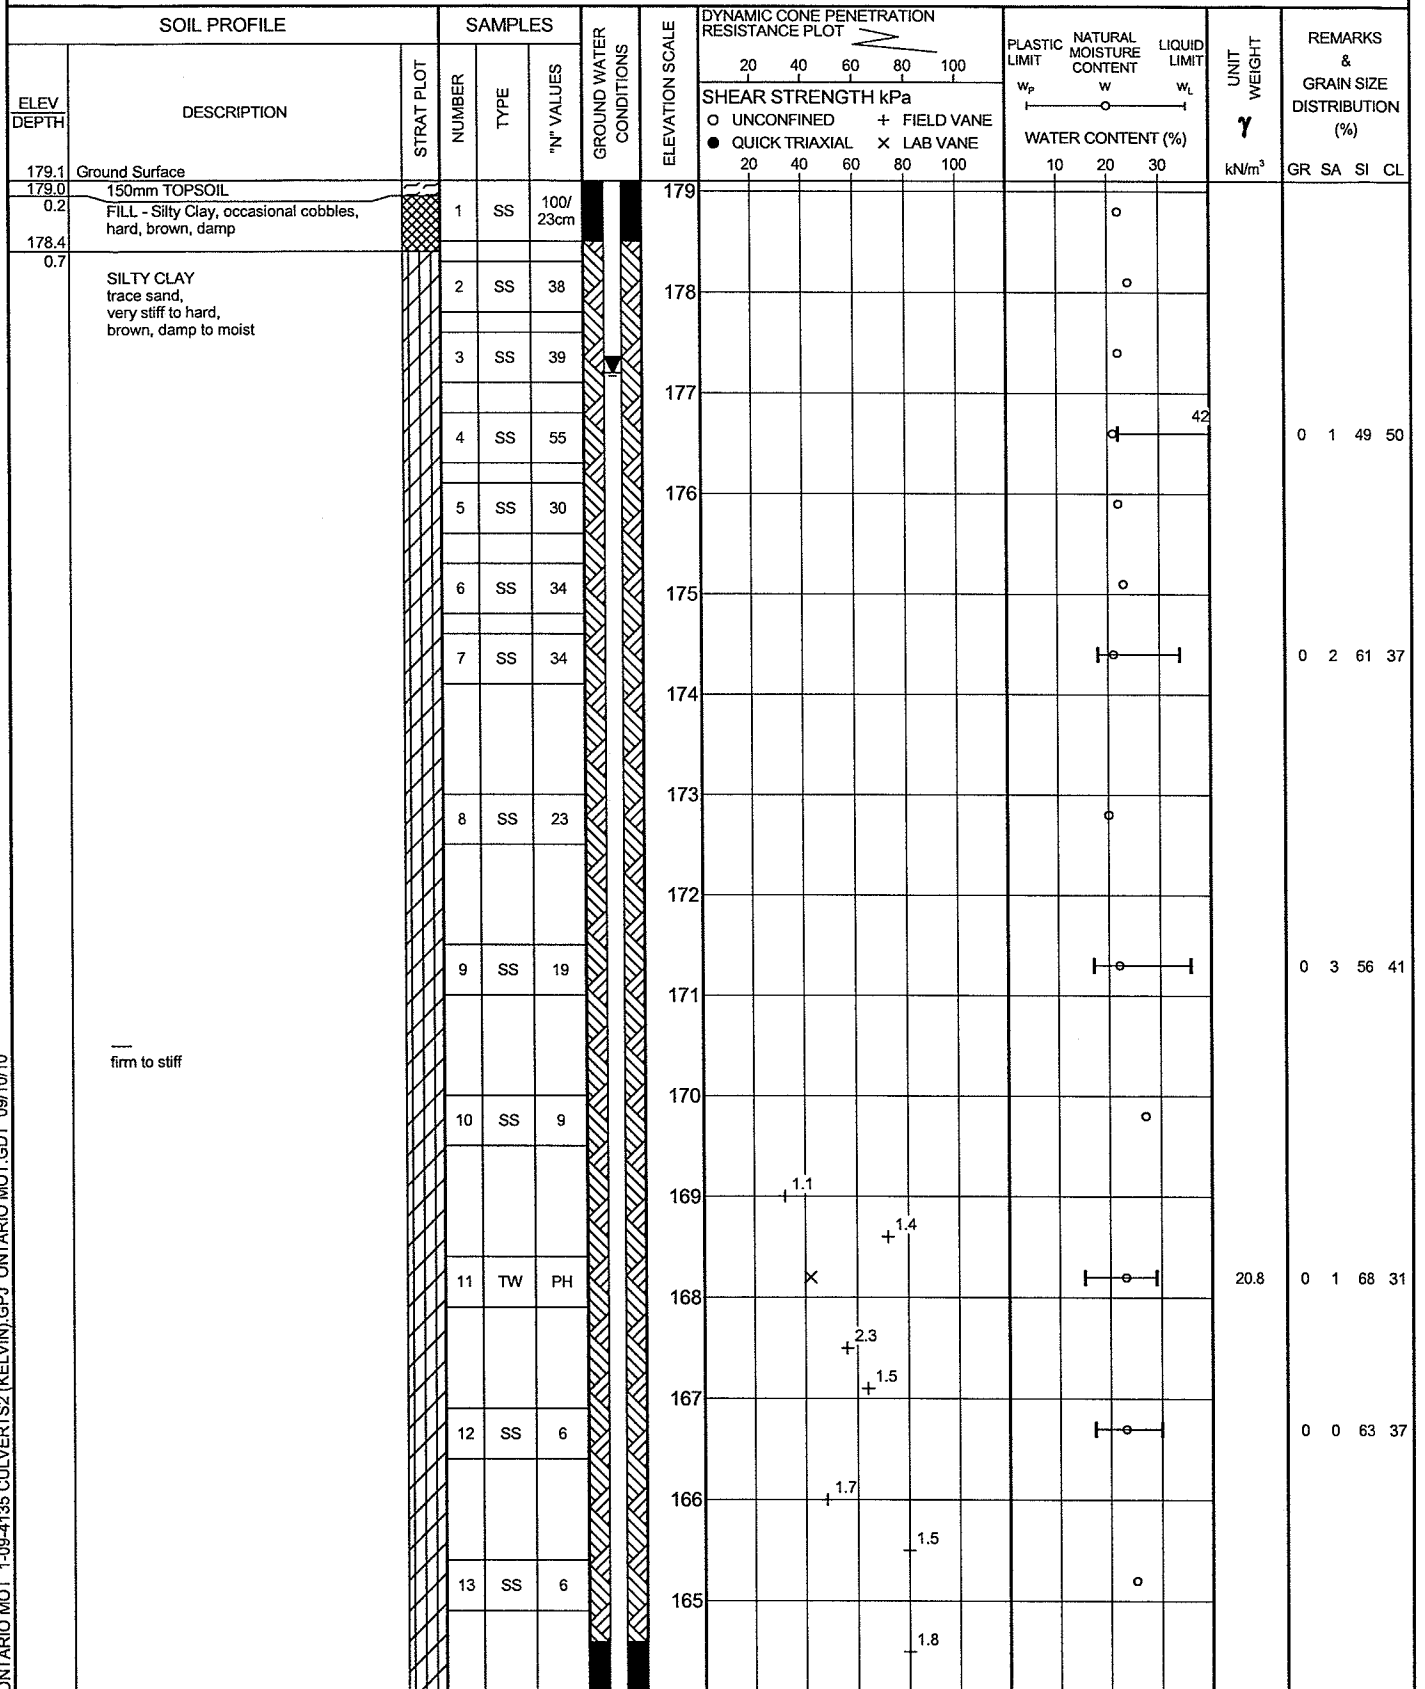 SOIL PROFILE
SAMPLES
GROUND WATER CONDITIONS
ELEVATION SCALE
DYNAMIC CONE PENETRATION
RESISTANCE PLOT
20 40 60 80 100
SHEAR STRENGTH kPa
o UNCONFINED + FIELD VANE
● QUICK TRIAXIAL × LAB VANE
20 40 60 80 100
PLASTIC LIMIT
NATURAL MOISTURE CONTENT
LIQUID LIMIT
WP W WL
WATER CONTENT (%)
10 20 30
UNIT WEIGHT
γ
kN/m³
REMARKS
&
GRAIN SIZE
DISTRIBUTION
(%)
GR SA SI CL
ELEV
DEPTH
DESCRIPTION
STRAT PLOT
NUMBER
TYPE
"N" VALUES
179.1 Ground Surface
179.0 150mm TOPSOIL
0.2 FILL - Silty Clay, occasional cobbles,
hard, brown, damp
178.4
0.7
SILTY CLAY
trace sand,
very stiff to hard,
brown, damp to moist
firm to stiff
1 SS 100/
23cm
2 SS 38
3 SS 39
4 SS 55
5 SS 30
6 SS 34
7 SS 34
8 SS 23
9 SS 19
10 SS 9
11 TW PH
12 SS 6
13 SS 6
179
178
177
176
175
174
173
172
171
170
169
168
167
166
165
1.1
1.4
2.3
1.5
1.7
1.5
1.8
42
20.8
0 1 49 50
0 2 61 37
0 3 56 41
0 1 68 31
0 0 63 37
ONTARIO MOT 1-09-4135 CULVERTS2 (KELVIN).GPJ ONTARIO MOT.GDT 09/10/10